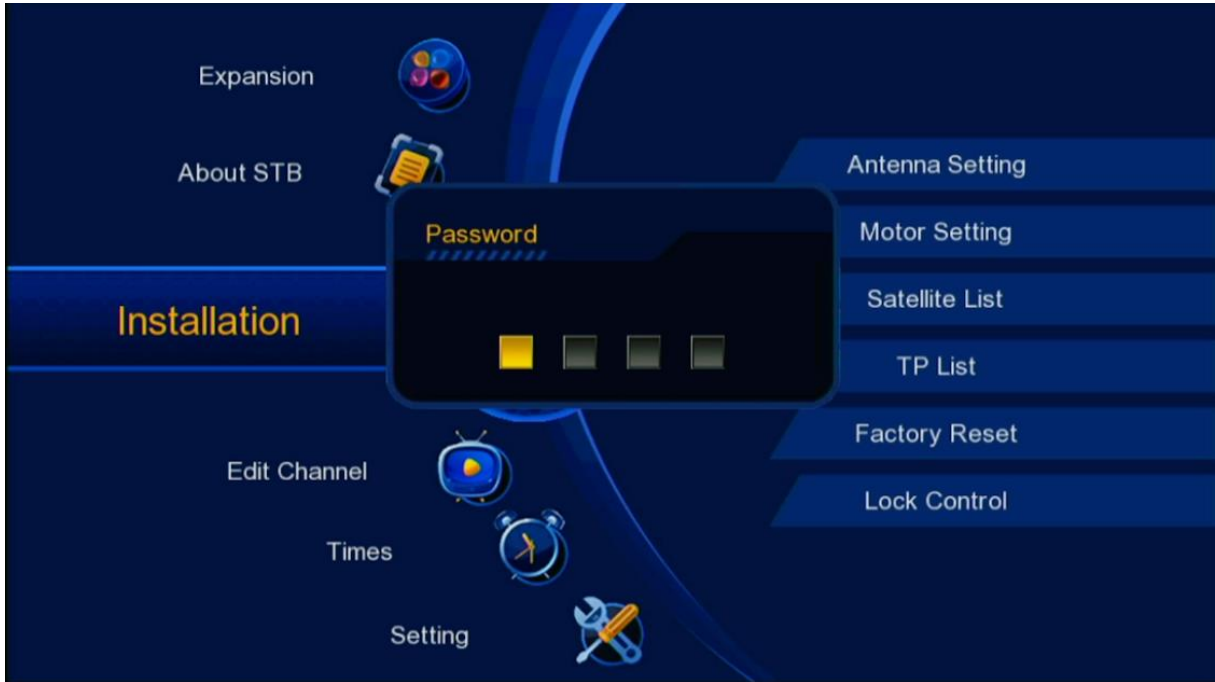 Expansion
About STB
Installation
Edit Channel
Times
Setting
Password
Antenna Setting
Motor Setting
Satellite List
TP List
Factory Reset
Lock Control